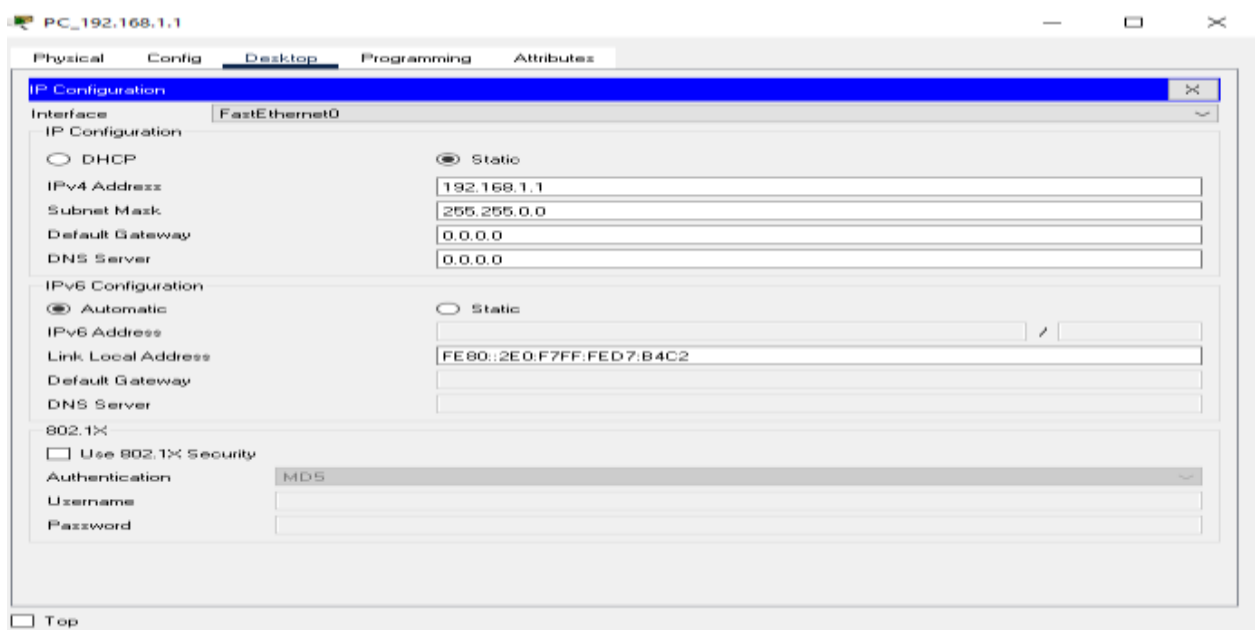 PC_192.168.1.1
Physical Config Desktop Programming Attributes
IP Configuration
Interface FastEthernet0
IP Configuration
DHCP Static
IPv4 Address 192.168.1.1
Subnet Mask 255.255.0.0
Default Gateway 0.0.0.0
DNS Server 0.0.0.0
IPv6 Configuration
Automatic Static
IPv6 Address /
Link Local Address FE80::2E0:F7FF:FED7:B4C2
Default Gateway
DNS Server
802.1X
Use 802.1X Security
Authentication MD5
Username
Password
Top